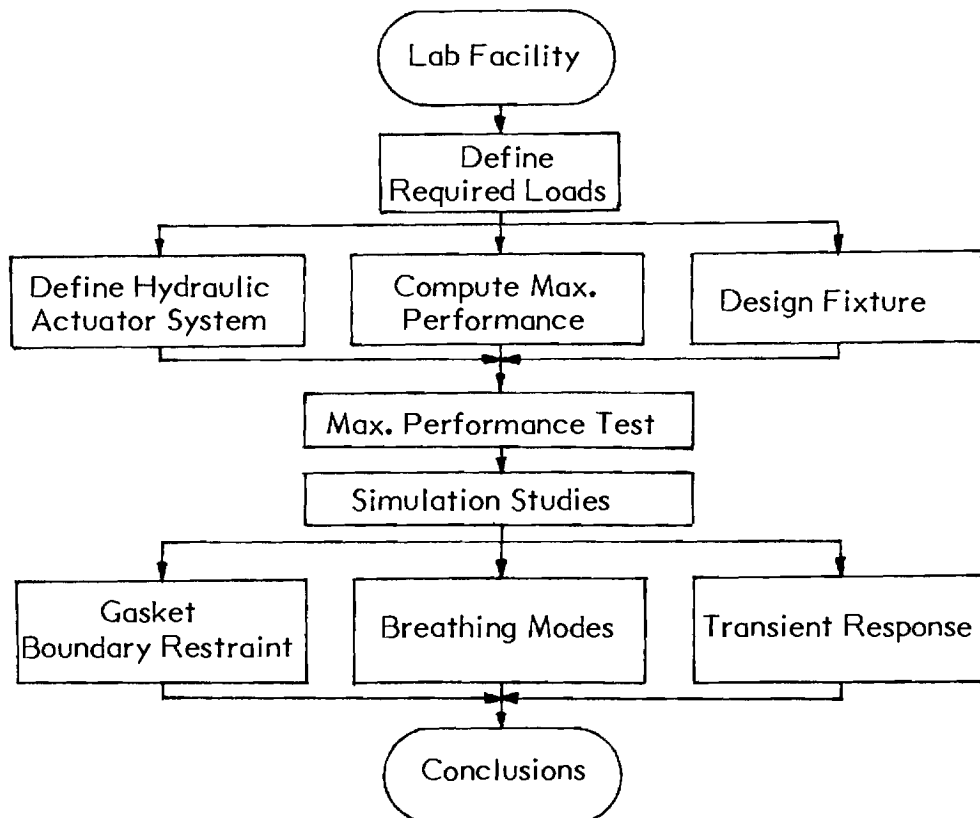 Lab Facility
Define
Required Loads
Define Hydraulic
Actuator System
Compute Max.
Performance
Design Fixture
Max. Performance Test
Simulation Studies
Gasket
Boundary Restraint
Breathing Modes
Transient Response
Conclusions